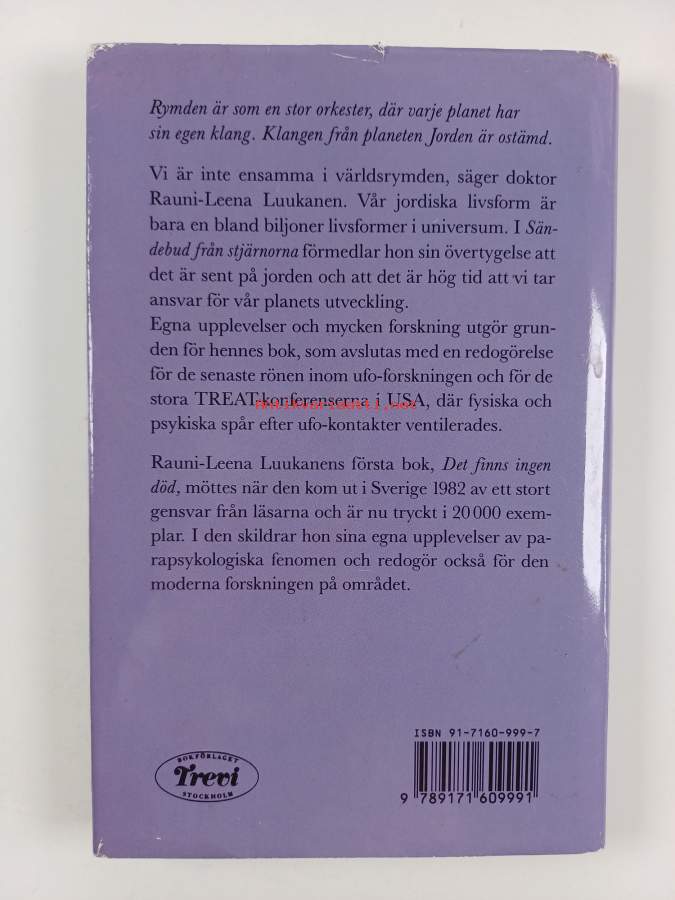 Rymden är som en stor orkester, där varje planet har
sin egen klang. Klangen från planeten Jorden är ostämd.
Vi är inte ensamma i världsrymden, säger doktor
Rauni-Leena Luukanen. Vår jordiska livsform är
bara en bland biljoner livsformer i universum. I Sän-
debud från stjärnorna förmedlar hon sin övertygelse att
det är sent på jorden och att det är hög tid att vi tar
ansvar för vår planets utveckling.
Egna upplevelser och mycken forskning utgör grun-
den för hennes bok, som avslutas med en redogörelse
för de senaste rönen inom ufo-forskningen och för de
stora TREAT-konferenserna i USA, där fysiska och
antikvariaatti.net
psykiska spår efter ufo-kontakter ventilerades.
Rauni-Leena Luukanens första bok, Det finns ingen
död, möttes när den kom ut i Sverige 1982 av ett stort
gensvar från läsarna och är nu tryckt i 20 000 exem-
plar. I den skildrar hon sina egna upplevelser av pa-
rapsykologiska fenomen och redogör också för den
moderna forskningen på området.
ISBN 91-7160-999-7
BOKFÖRLAGET
Trevi
STOCKHOLM
9 789171 609991